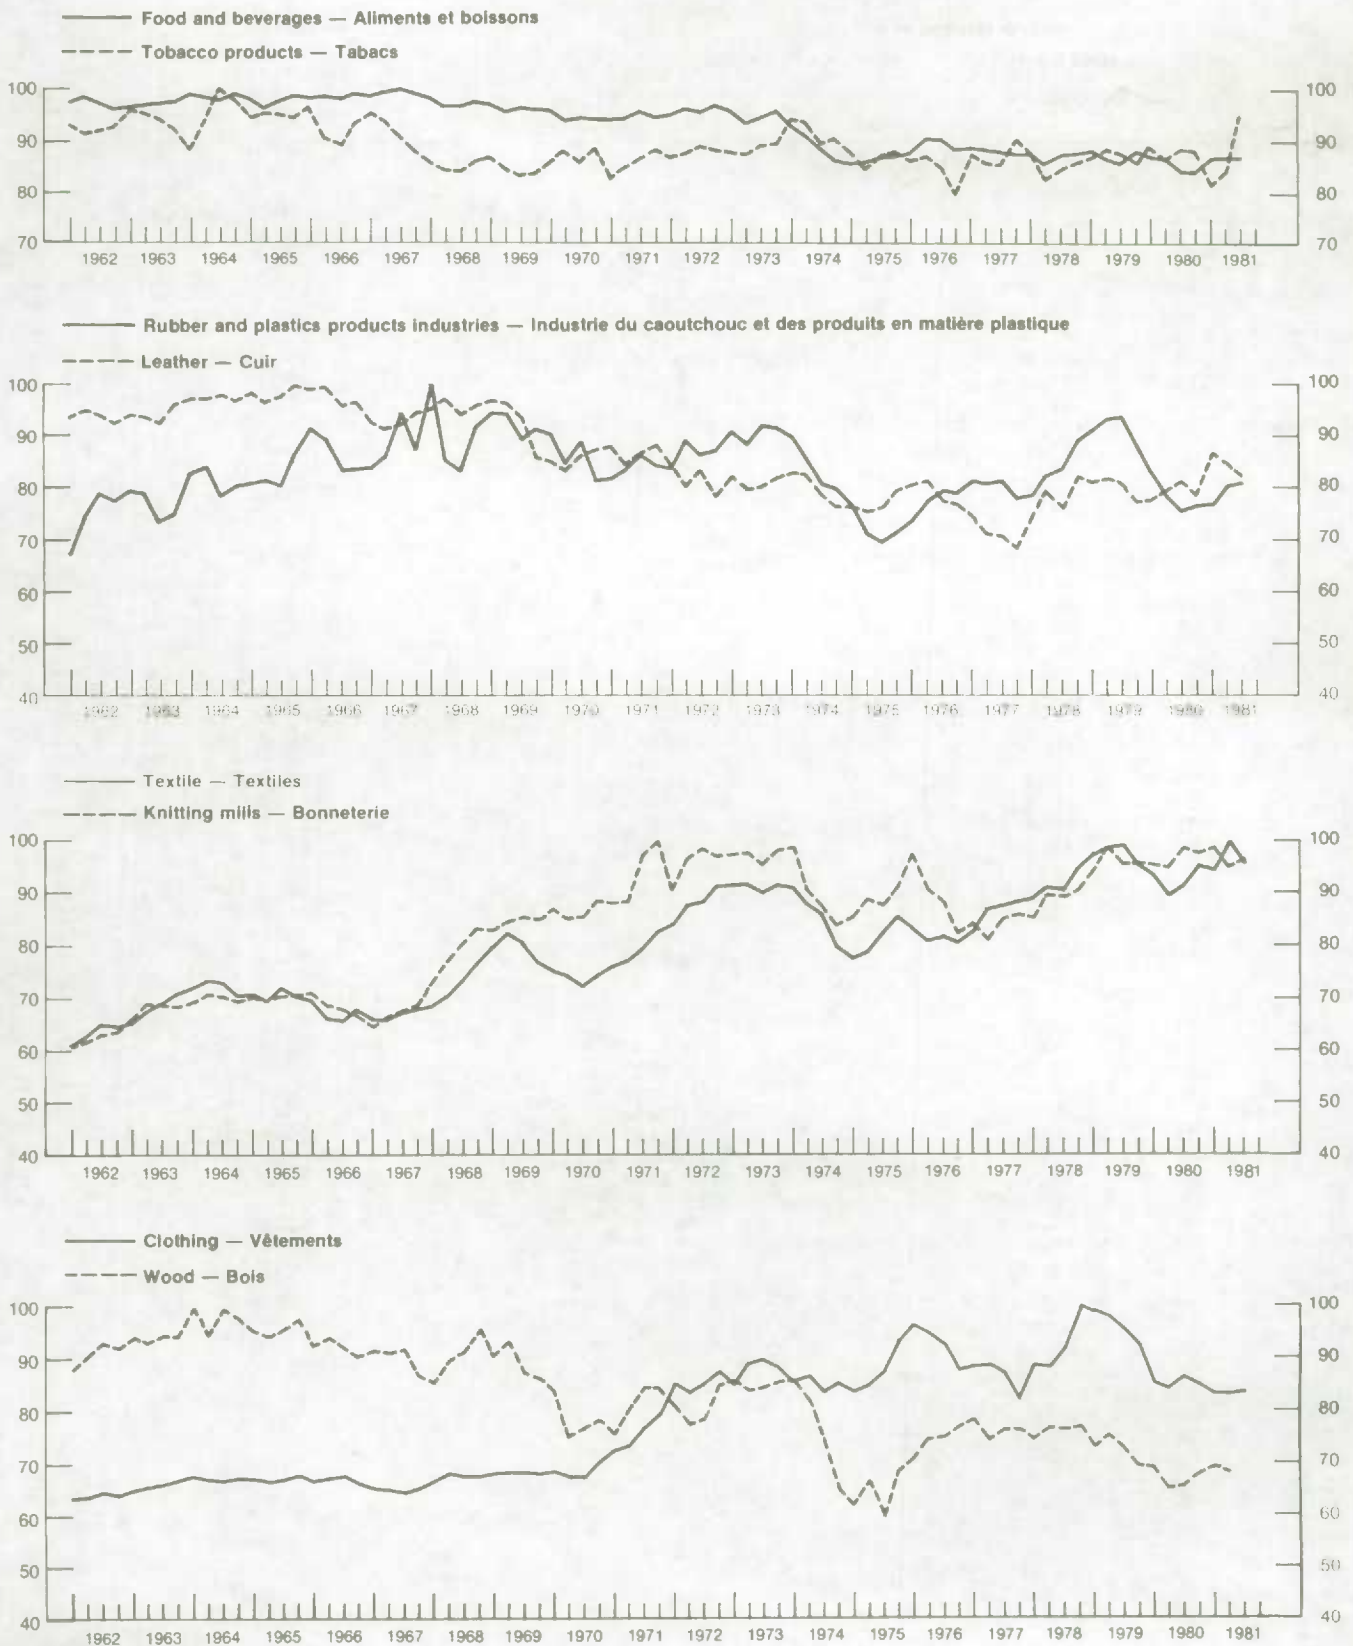 Food and beverages — Aliments et boissons
Tobacco products — Tabacs
100 100
90 90
80 80
70 70
1962 1963 1964 1965 1966 1967 1968 1969 1970 1971 1972 1973 1974 1975 1976 1977 1978 1979 1980 1981
Rubber and plastics products industries — Industrie du caoutchouc et des produits en matière plastique
Leather — Cuir
100 100
90 90
80 80
70 70
60 60
50 50
40 40
1962 1963 1964 1965 1966 1967 1968 1969 1970 1971 1972 1973 1974 1975 1976 1977 1978 1979 1980 1981
Textile — Textiles
Knitting mills — Bonneterie
100 100
90 90
80 80
70 70
60 60
50 50
40 40
1962 1963 1964 1965 1966 1967 1968 1969 1970 1971 1972 1973 1974 1975 1976 1977 1978 1979 1980 1981
Clothing — Vêtements
Wood — Bois
100 100
90 90
80 80
70 70
60 60
50 50
40 40
1962 1963 1964 1965 1966 1967 1968 1969 1970 1971 1972 1973 1974 1975 1976 1977 1978 1979 1980 1981